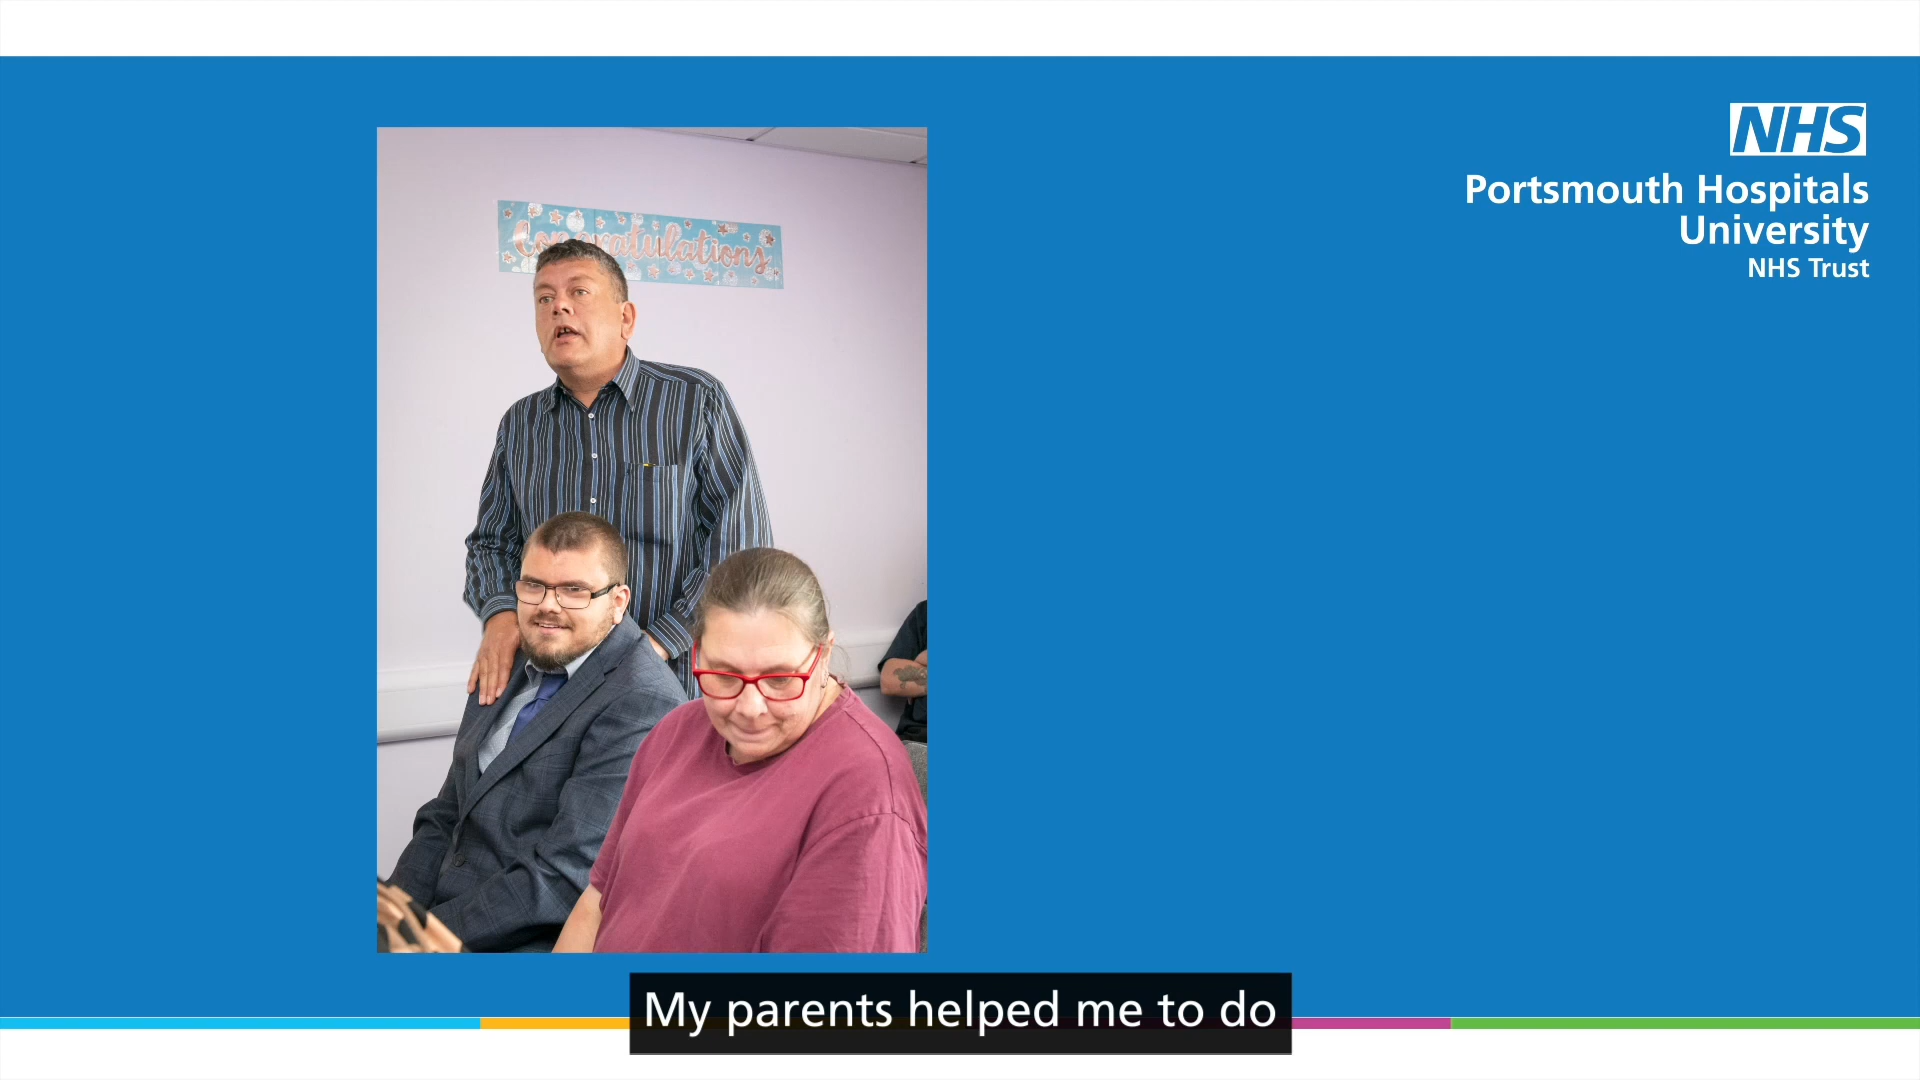 NHS
Portsmouth Hospitals
University
NHS Trust
Congratulations
My parents helped me to do